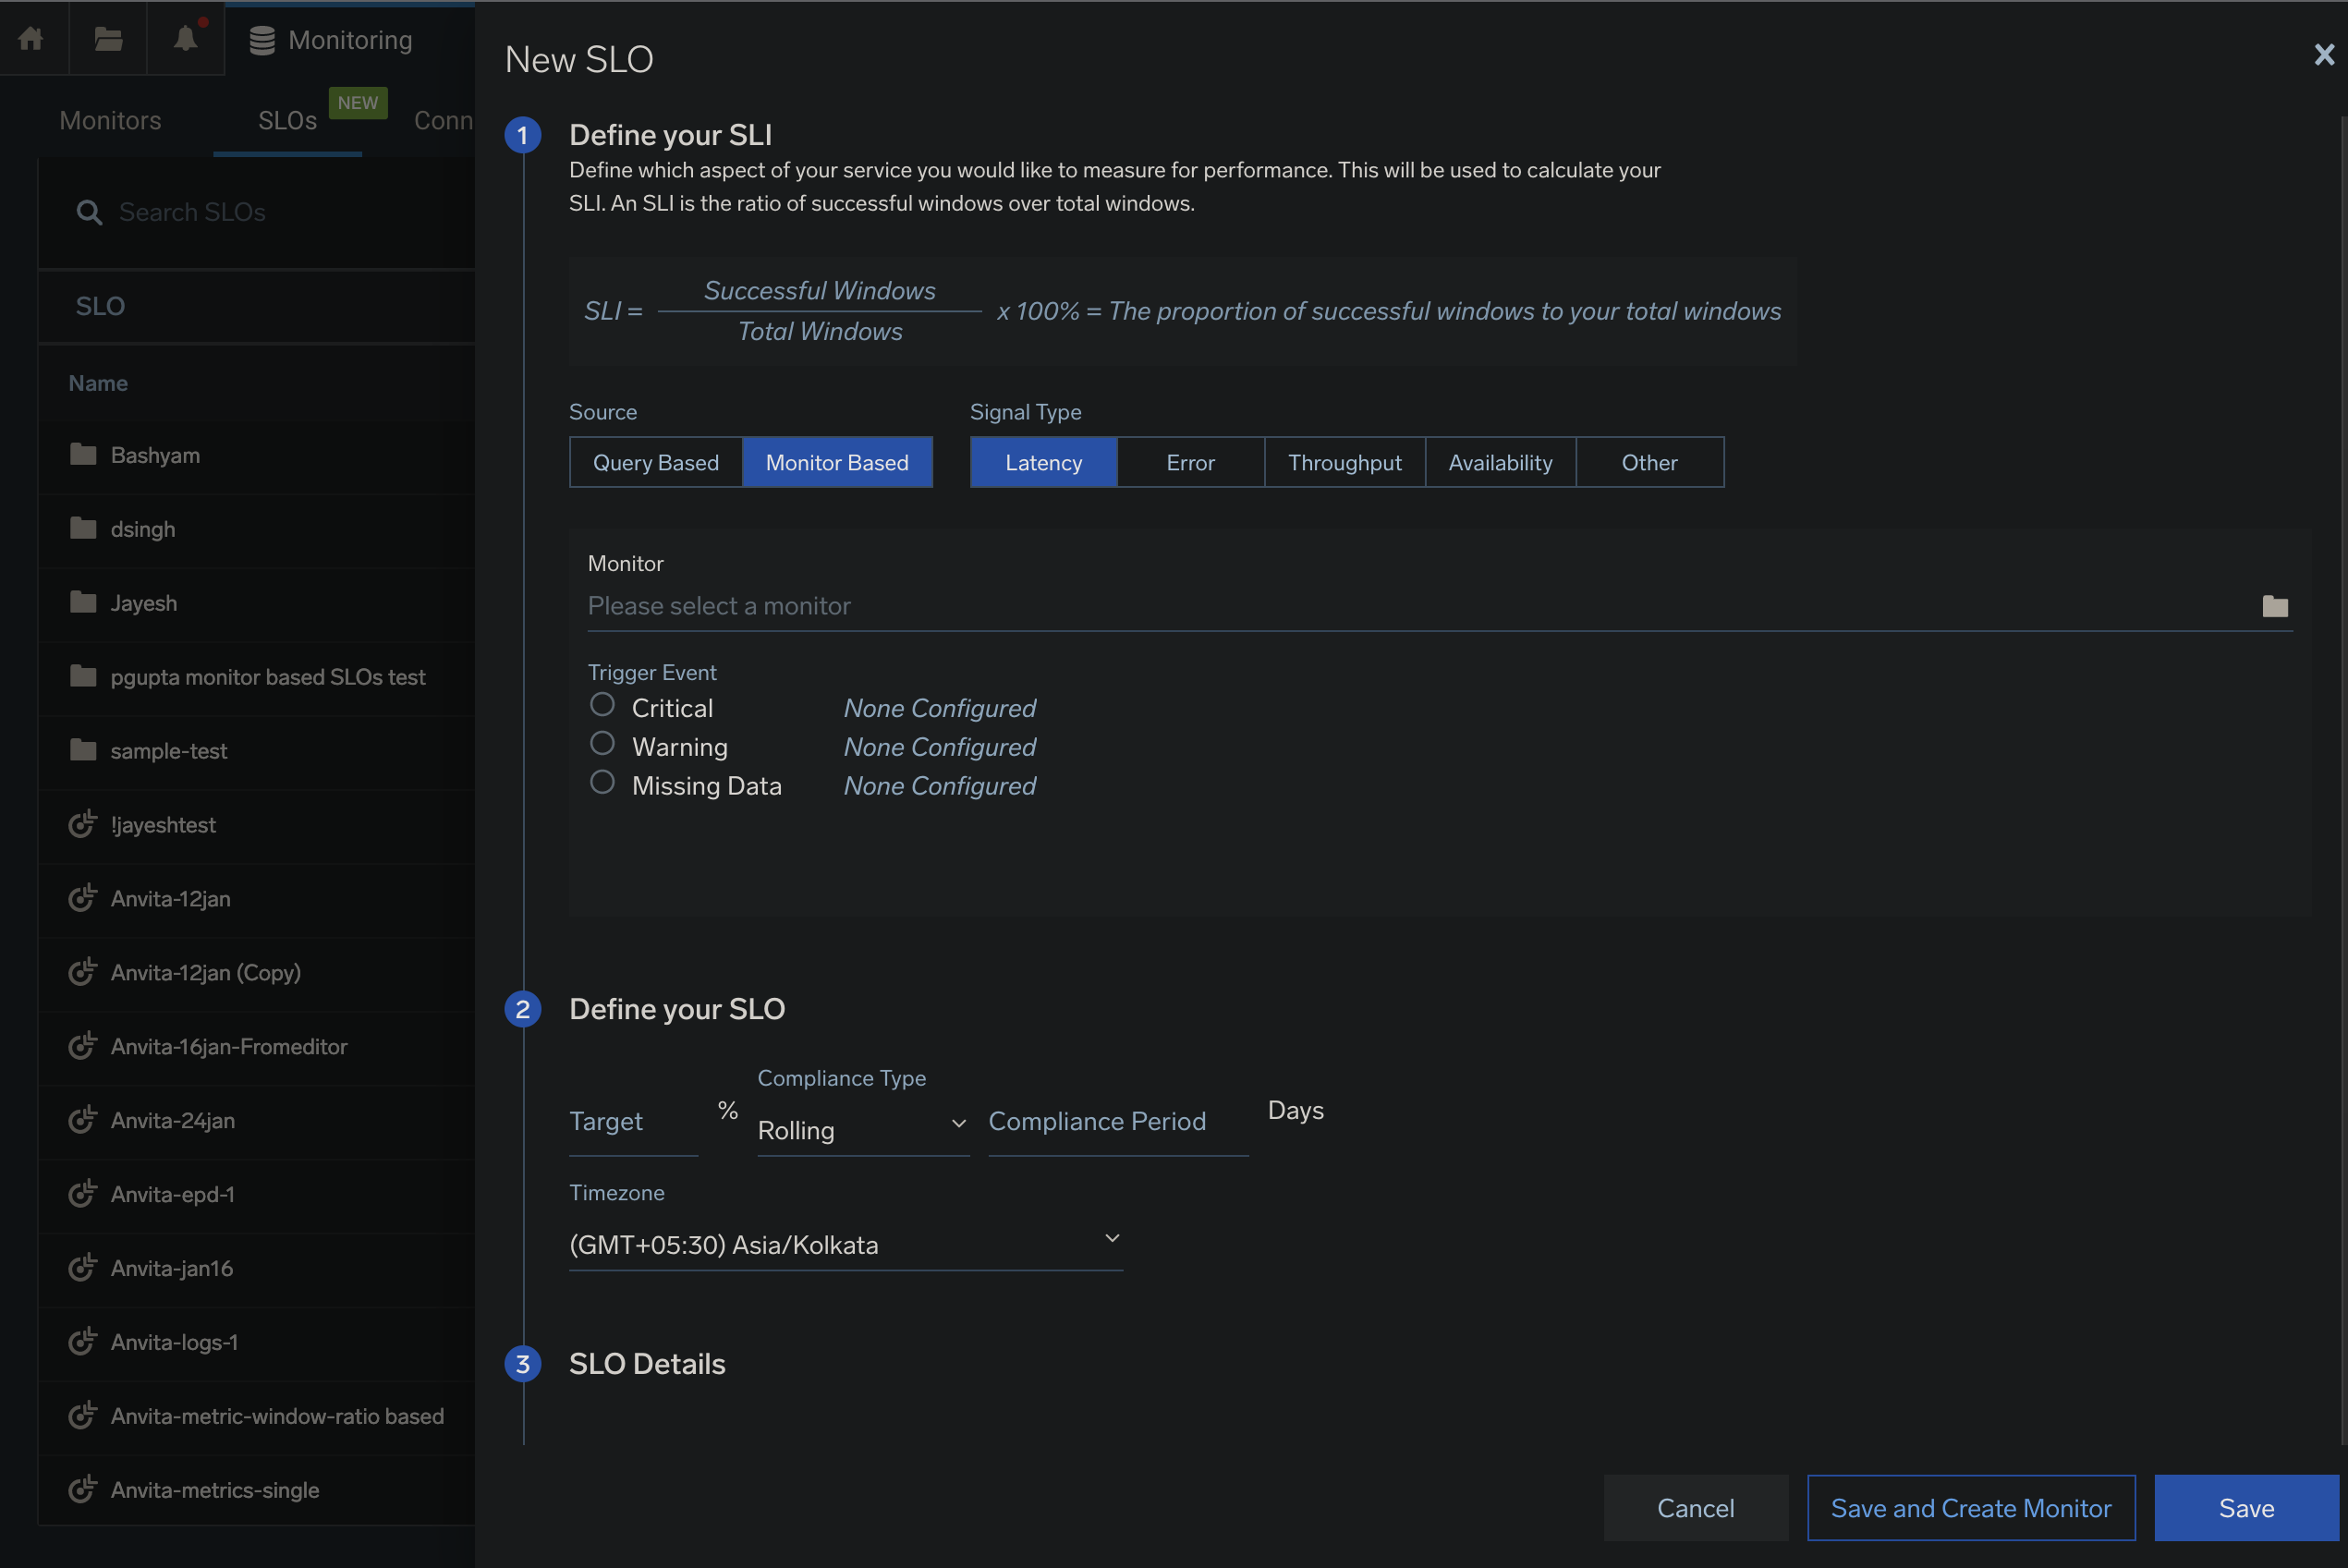 Monitoring
Monitors
SLOs
NEW
Conn
Search SLOs
SLO
Name
Bashyam
dsingh
Jayesh
pgupta monitor based SLOs test
sample-test
!jayeshtest
Anvita-12jan
Anvita-12jan (Copy)
Anvita-16jan-Fromeditor
Anvita-24jan
Anvita-epd-1
Anvita-jan16
Anvita-logs-1
Anvita-metric-window-ratio based
Anvita-metrics-single
New SLO
1 Define your SLI
Define which aspect of your service you would like to measure for performance. This will be used to calculate your
SLI. An SLI is the ratio of successful windows over total windows.
Successful Windows
SLI = x 100% = The proportion of successful windows to your total windows
Total Windows
Source Signal Type
Query Based Monitor Based Latency Error Throughput Availability Other
Monitor
Please select a monitor
Trigger Event
Critical None Configured
Warning None Configured
Missing Data None Configured
2 Define your SLO
Compliance Type
Target % Rolling Compliance Period Days
Timezone
(GMT+05:30) Asia/Kolkata
3 SLO Details
Cancel Save and Create Monitor Save